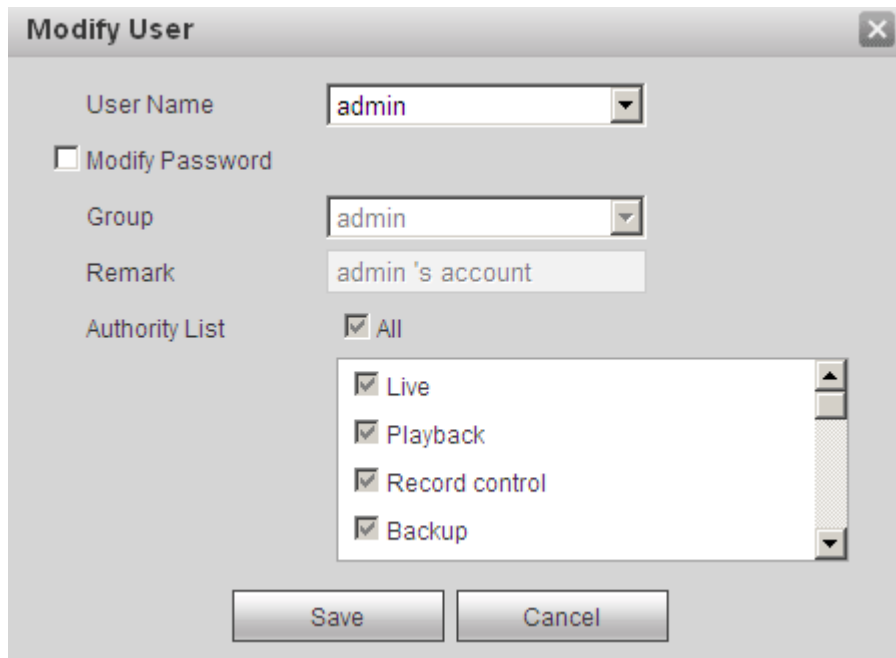 Modify User
User Name admin
Modify Password
Group admin
Remark admin 's account
Authority List All
Live
Playback
Record control
Backup
Save Cancel